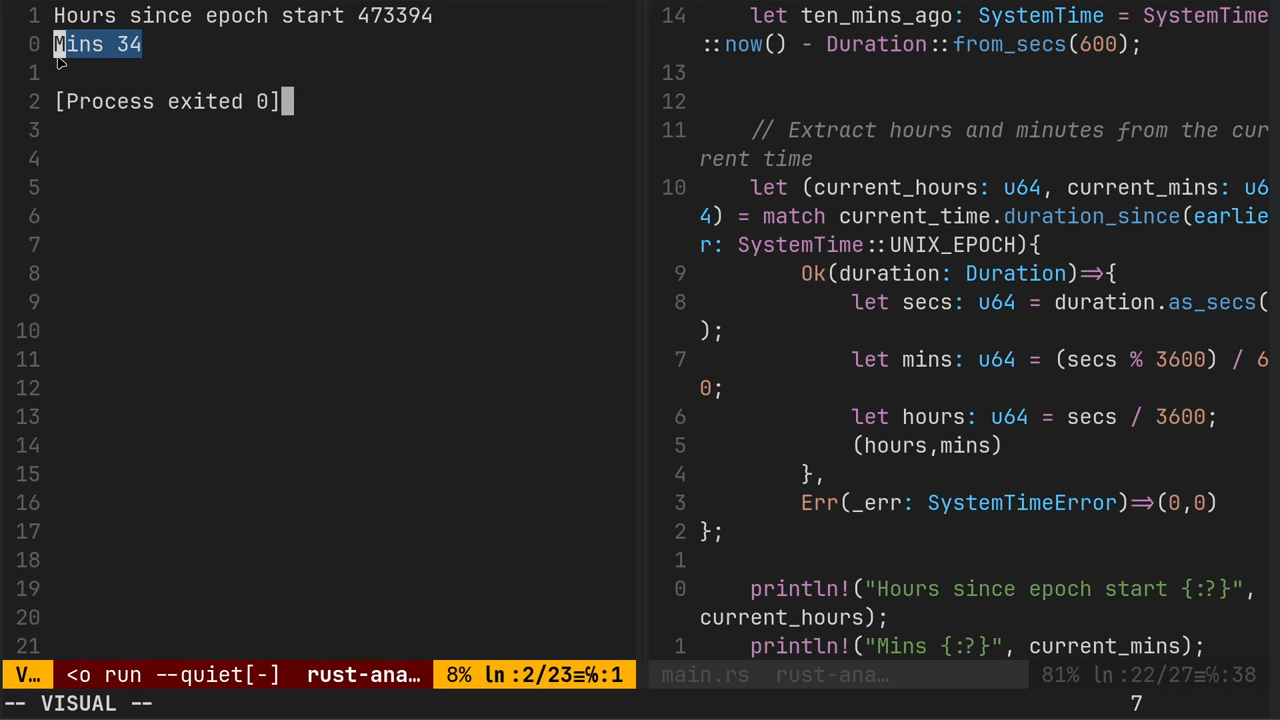 1 Hours since epoch start 473394
0 Mins 34
1
2 [Process exited 0]
3
4
5
6
7
8
9
10
11
12
13
14
15
16
17
18
19
20
21
V… <o run --quiet[-] rust-ana… 8% ln:2/23≡℅:1
14 let ten_mins_ago: SystemTime = SystemTime
::now() - Duration::from_secs(600);
13
12
11 // Extract hours and minutes from the cur
rent time
10 let (current_hours: u64, current_mins: u6
4) = match current_time.duration_since(earlie
r: SystemTime::UNIX_EPOCH){
9 Ok(duration: Duration)=>{
8 let secs: u64 = duration.as_secs(
);
7 let mins: u64 = (secs % 3600) / 6
0;
6 let hours: u64 = secs / 3600;
5 (hours,mins)
4 },
3 Err(_err: SystemTimeError)=>(0,0)
2 };
1
0 println!("Hours since epoch start {:?}",
current_hours);
1 println!("Mins {:?}", current_mins);
main.rs rust-ana… 81% ln:22/27≡℅:38
-- VISUAL -- 7